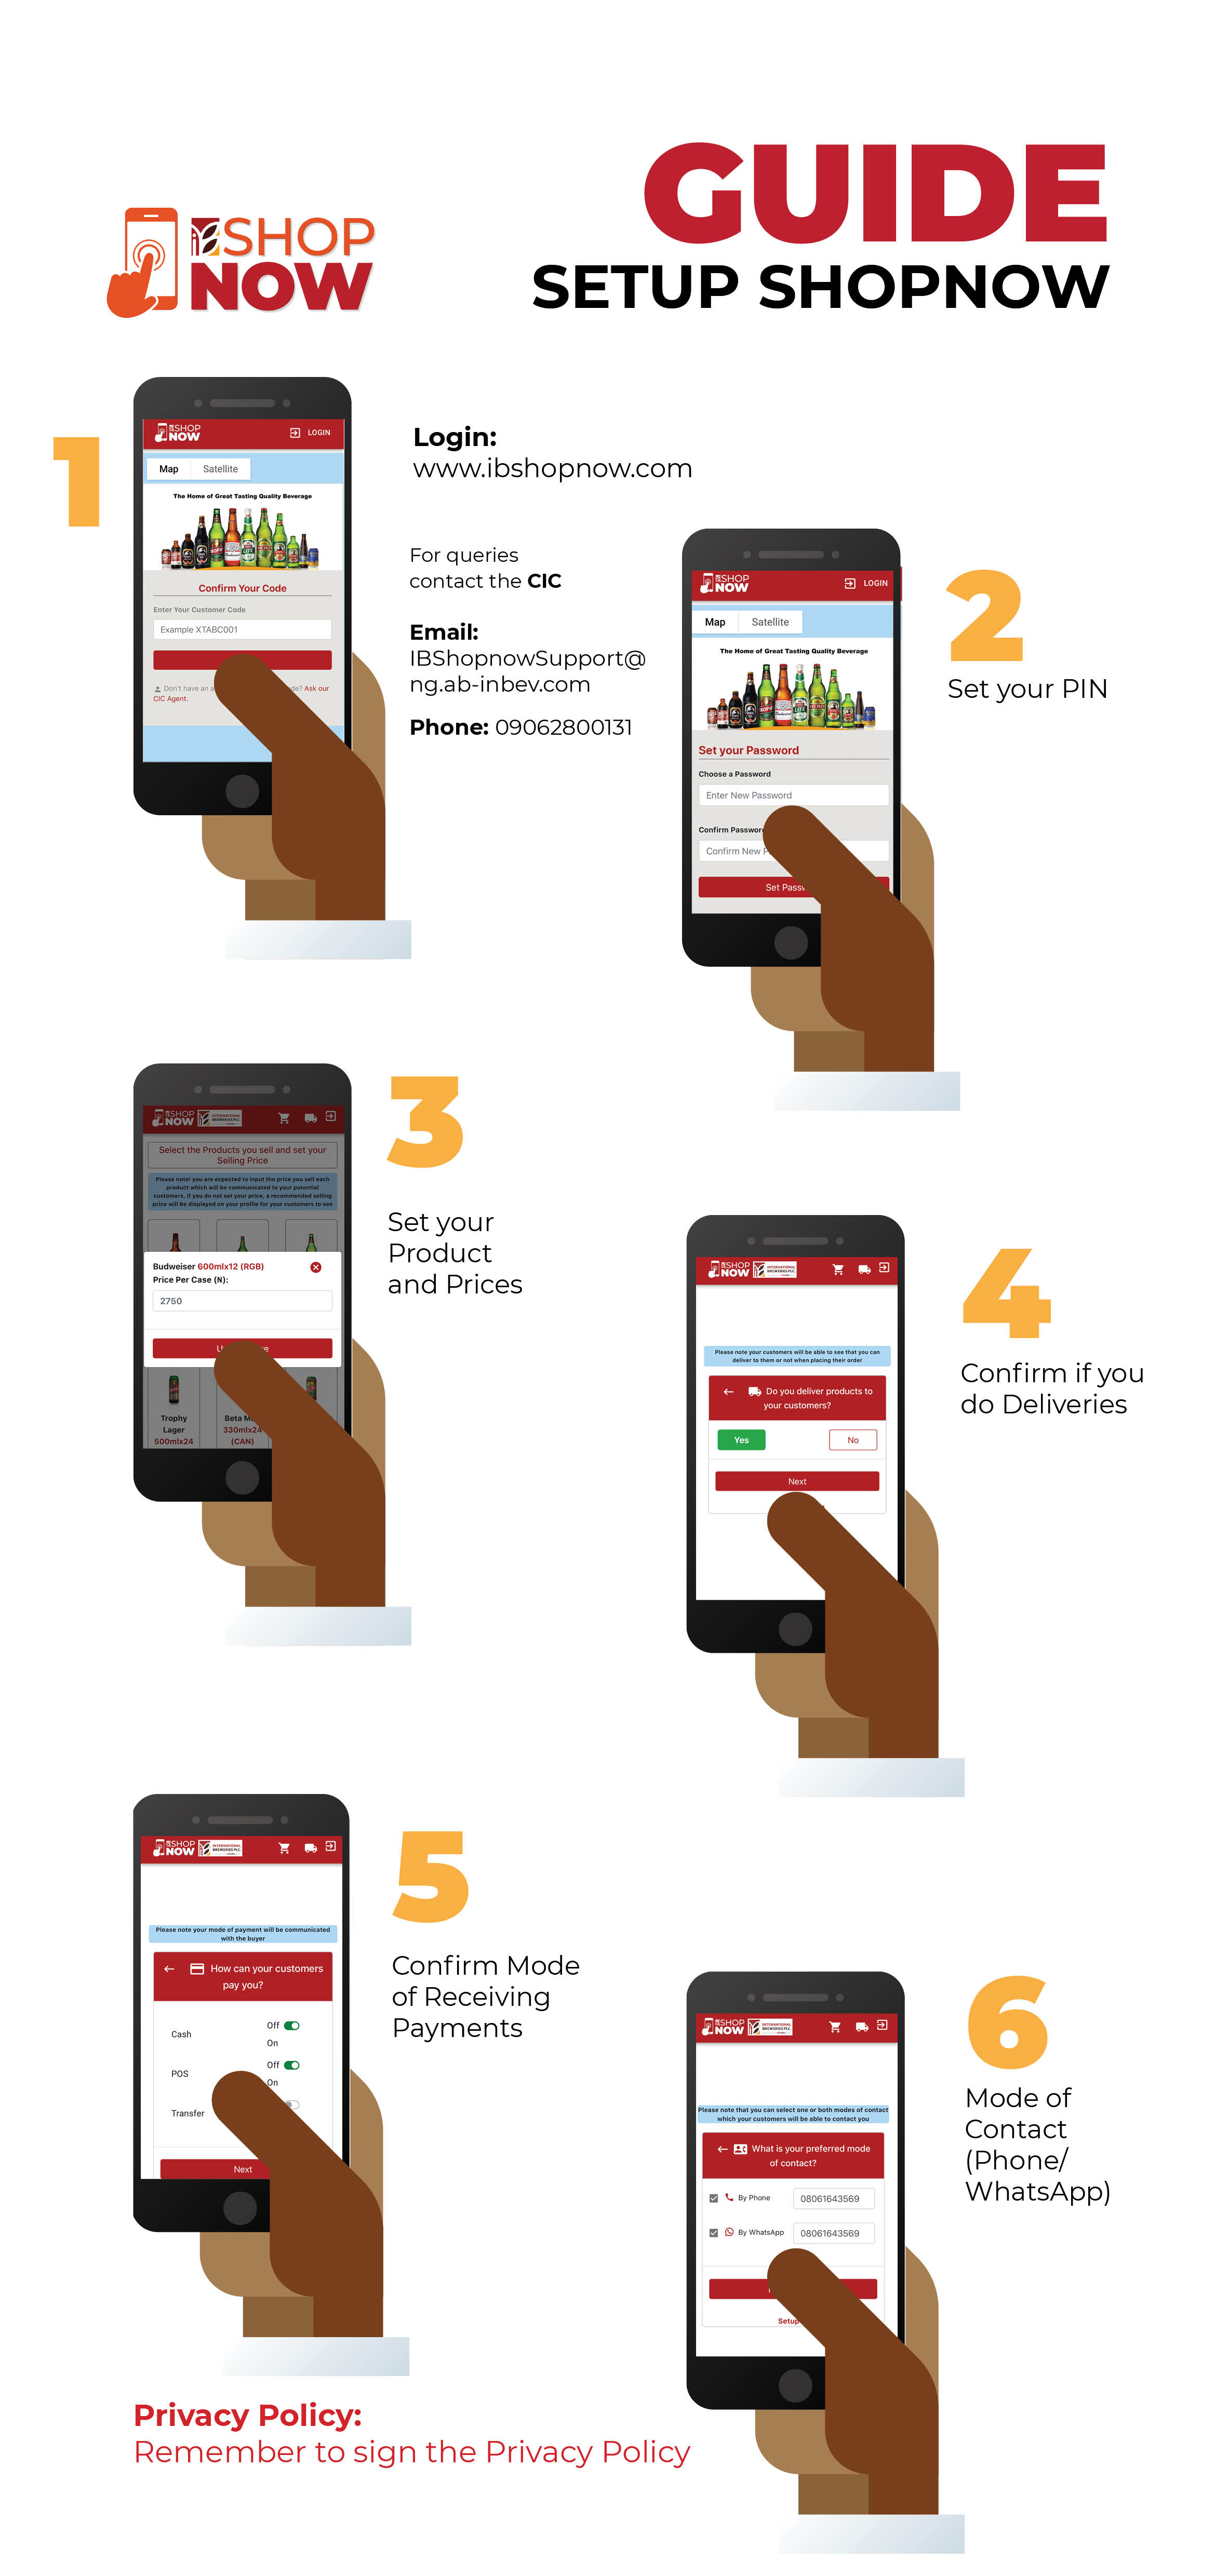 IB SHOP
NOW
GUIDE
SETUP SHOPNOW
1
SHOP
NOW
LOGIN
Map
Satellite
The Home of Great Tasting Quality Beverage
Confirm Your Code
Enter Your Customer Code
Example XTABC001
Don't have an a
de? Ask our
CIC Agent.
Login:
www.ibshopnow.com
For queries
contact the CIC
Email:
IBShopnowSupport@
ng.ab-inbev.com
Phone: 09062800131
2
Set your PIN
SHOP
NOW
LOGIN
Map
Satellite
The Home of Great Tasting Quality Beverage
Set your Password
Choose a Password
Enter New Password
Confirm Passwor
Confirm New P
Set Passw
3
Set your
Product
and Prices
SHOP
NOW
INTERNATIONAL
BREWERIES PLC.
Select the Products you sell and set your
Selling Price
Please note! you are expected to input the price you sell each
product which will be communicated to your potential
customers, if you do not set your price, a recommended selling
price will be displayed on your profile for your customers to see
Budweiser 600mlx12 (RGB)
Price Per Case (N):
2750
Trophy
Lager
500mlx24
Beta M
330mlx24
(CAN)
4
Confirm if you
do Deliveries
SHOP
NOW
INTERNATIONAL
BREWERIES PLC.
Please note your customers will be able to see that you can
deliver to them or not when placing their order
Do you deliver products to
your customers?
Yes
No
Next
5
Confirm Mode
of Receiving
Payments
SHOP
NOW
INTERNATIONAL
BREWERIES PLC.
Please note your mode of payment will be communicated
with the buyer
How can your customers
pay you?
Cash
Off
On
POS
Off
On
Transfer
Next
6
Mode of
Contact
(Phone/
WhatsApp)
SHOP
NOW
INTERNATIONAL
BREWERIES PLC.
Please note that you can select one or both modes of contact
which your customers will be able to contact you
What is your preferred mode
of contact?
By Phone
08061643569
By WhatsApp
08061643569
Setup
Privacy Policy:
Remember to sign the Privacy Policy